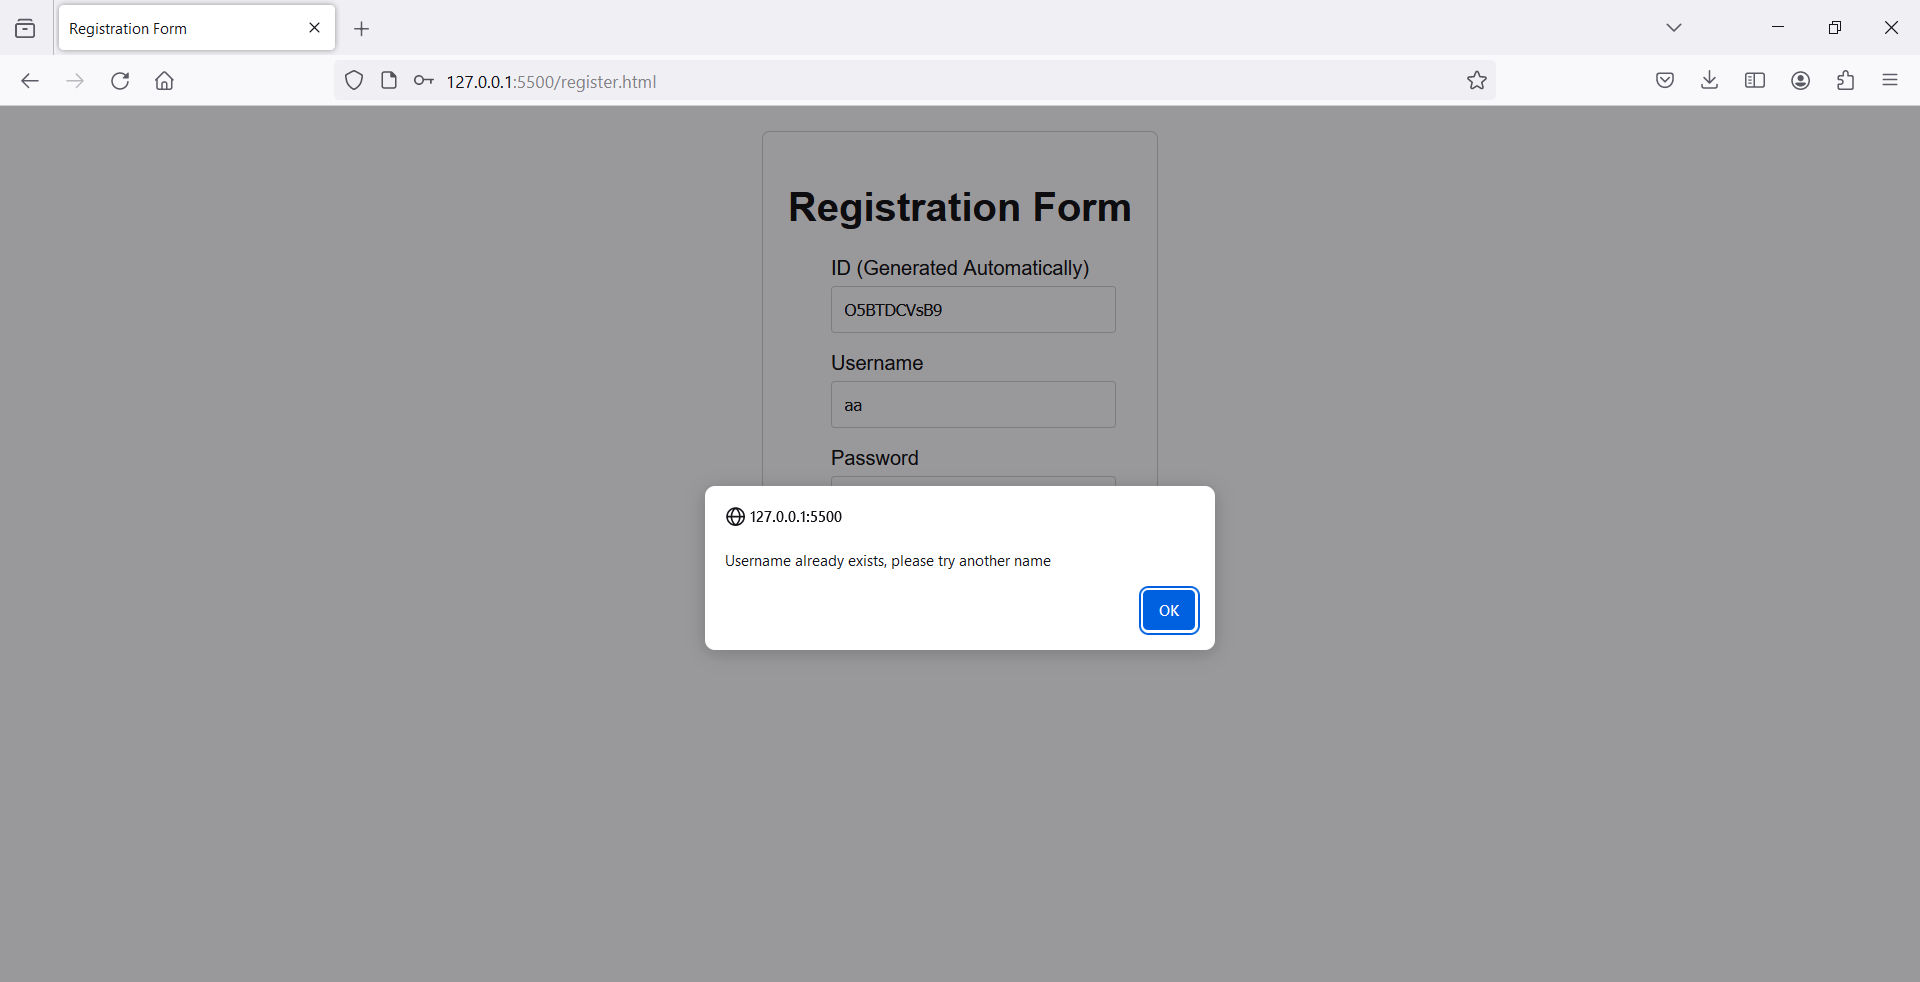 Registration Form
127.0.0.1:5500/register.html
Registration Form
ID (Generated Automatically)
O5BTDCVsB9
Username
aa
Password
127.0.0.1:5500
Username already exists, please try another name
OK